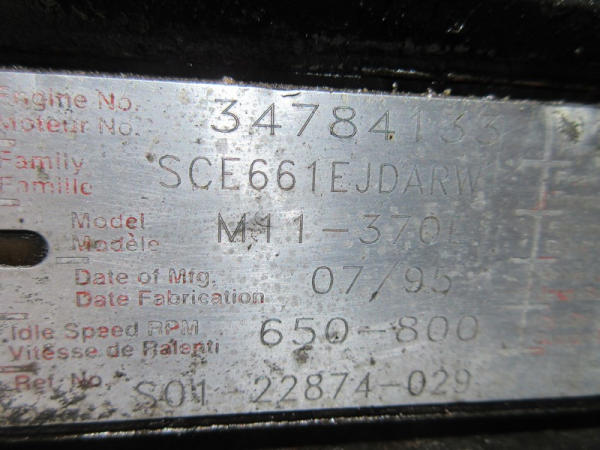 Engine No.
Moteur No. 34784133
Family
Famille SCE661EJDARW
Model
Modèle M11-370E
Date of Mfg. 07/95
Date Fabrication
Idle Speed RPM 650-800
Vitesse de Ralenti
Ref. No. S01-22874-029